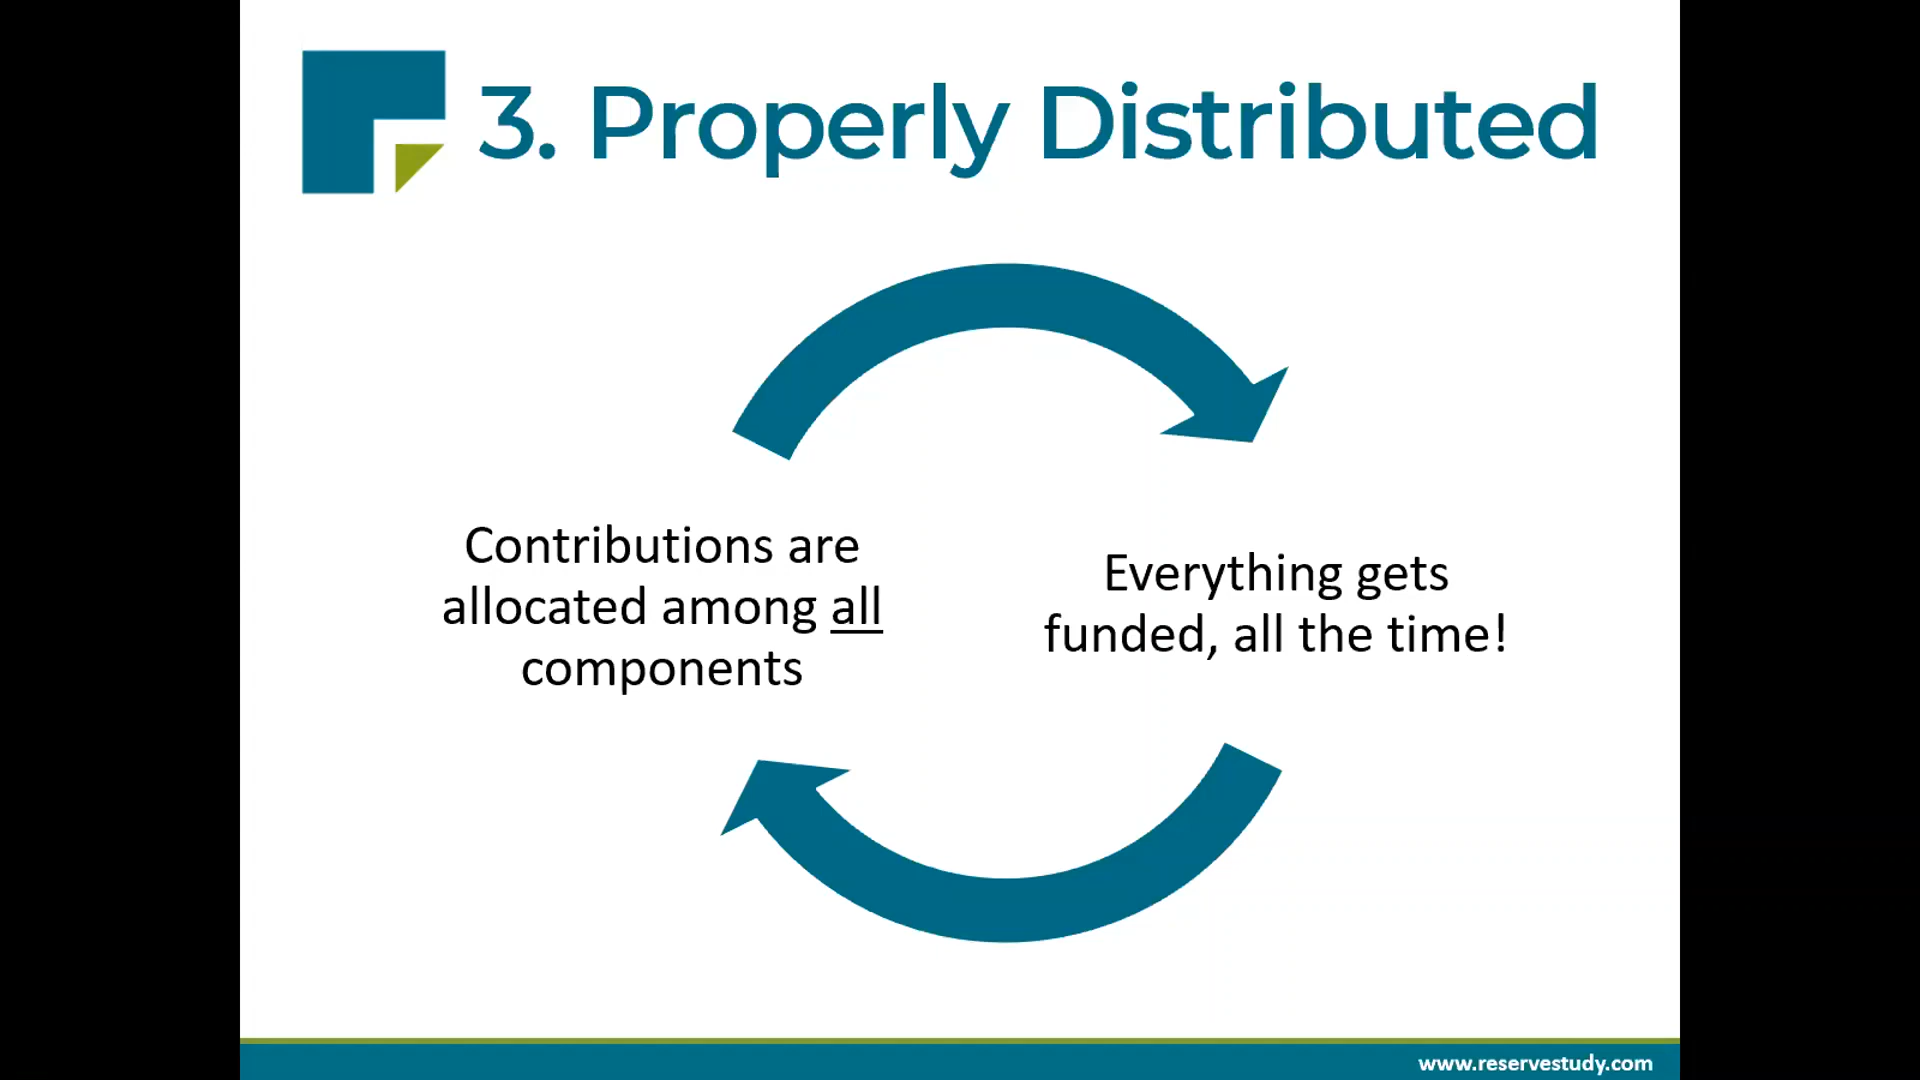 3. Properly Distributed
Contributions are
allocated among all
components
Everything gets
funded, all the time!
www.reservestudy.com